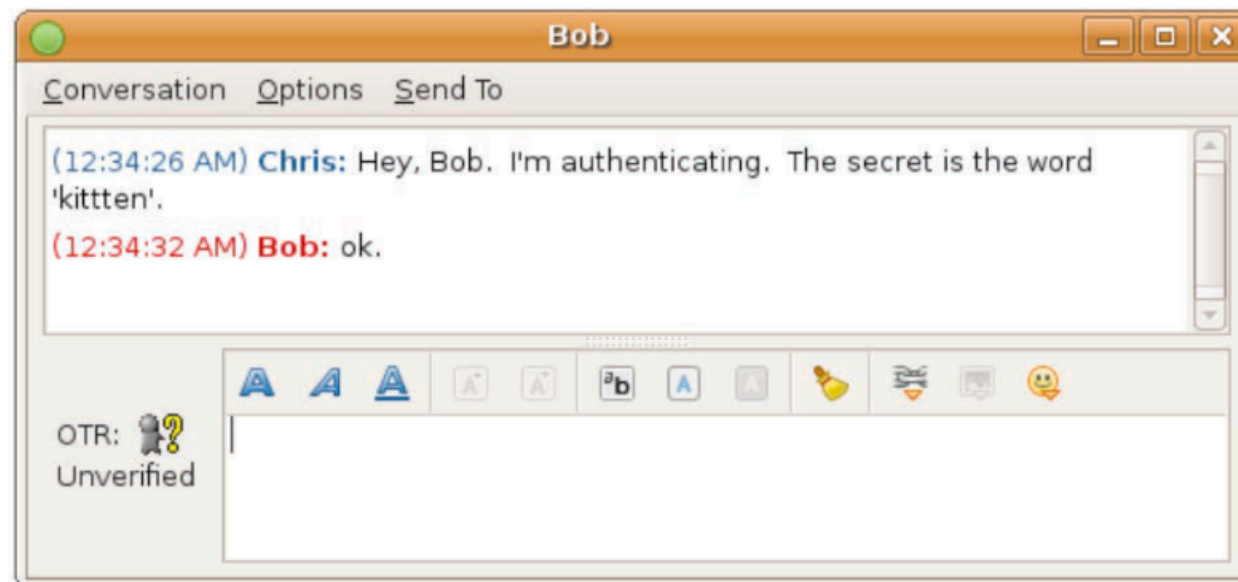 Bob
Conversation Options Send To
(12:34:26 AM) Chris: Hey, Bob. I'm authenticating. The secret is the word
'kittten'.
(12:34:32 AM) Bob: ok.
A A A A A ab A A
OTR:
Unverified